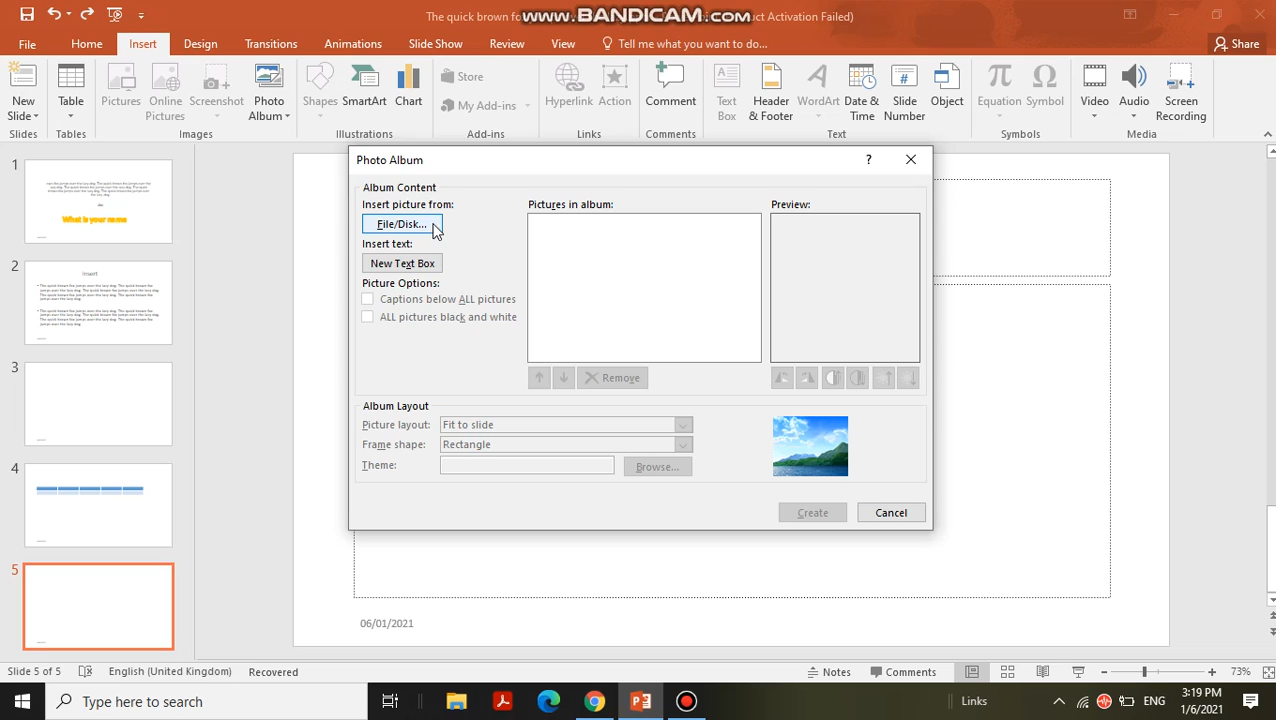 The quick brown fo
www.BANDICAM.com
uct Activation Failed)
File Home Insert Design Transitions Animations Slide Show Review View Tell me what you want to do... Share
New Slide Table Pictures Online Pictures Screenshot Photo Album Shapes SmartArt Chart Store My Add-ins Hyperlink Action Comment Text Box Header & Footer WordArt Date & Time Slide Number Object Equation Symbol Video Audio Screen Recording
Slides Tables Images Illustrations Add-ins Links Comments Text Symbols Media
1
What is your name
2
Insert
3
4
5
Photo Album
?
Album Content
Insert picture from:
File/Disk...
Insert text:
New Text Box
Picture Options:
Captions below ALL pictures
ALL pictures black and white
Pictures in album:
Preview:
Remove
Album Layout
Picture layout: Fit to slide
Frame shape: Rectangle
Theme:
Browse...
Create Cancel
06/01/2021
Slide 5 of 5 English (United Kingdom) Recovered Notes Comments 73%
Type here to search
Links
ENG
3:19 PM
1/6/2021